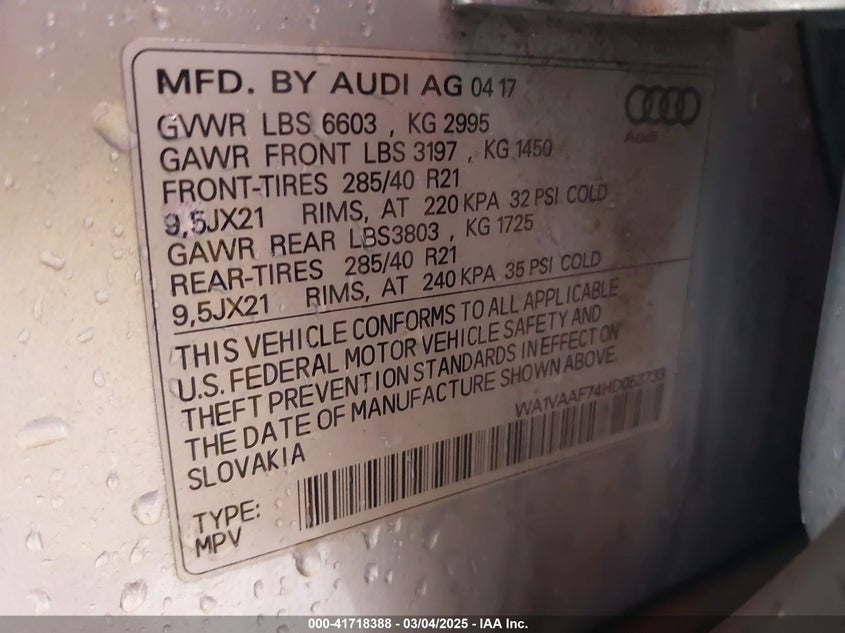 MFD. BY AUDI AG 04 17
Audi
GVWR LBS 6603 , KG 2995
GAWR FRONT LBS 3197 , KG 1450
FRONT-TIRES 285/40 R21
9,5JX21 RIMS, AT 220 KPA 32 PSI COLD
GAWR REAR LBS3803 , KG 1725
REAR-TIRES 285/40 R21
9,5JX21 RIMS, AT 240 KPA 35 PSI COLD
THIS VEHICLE CONFORMS TO ALL APPLICABLE
U.S. FEDERAL MOTOR VEHICLE SAFETY AND
THEFT PREVENTION STANDARDS IN EFFECT ON
THE DATE OF MANUFACTURE SHOWN ABOVE.
SLOVAKIA
WA1VAAF74HD053733
TYPE:
MPV
000-41718388 - 03/04/2025 - IAA Inc.